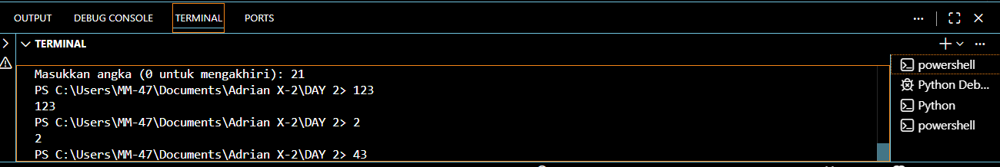 OUTPUT DEBUG CONSOLE TERMINAL PORTS
TERMINAL
Masukkan angka (0 untuk mengakhiri): 21
PS C:\Users\MM-47\Documents\Adrian X-2\DAY 2> 123
123
PS C:\Users\MM-47\Documents\Adrian X-2\DAY 2> 2
2
PS C:\Users\MM-47\Documents\Adrian X-2\DAY 2> 43
powershell
Python Deb...
Python
powershell